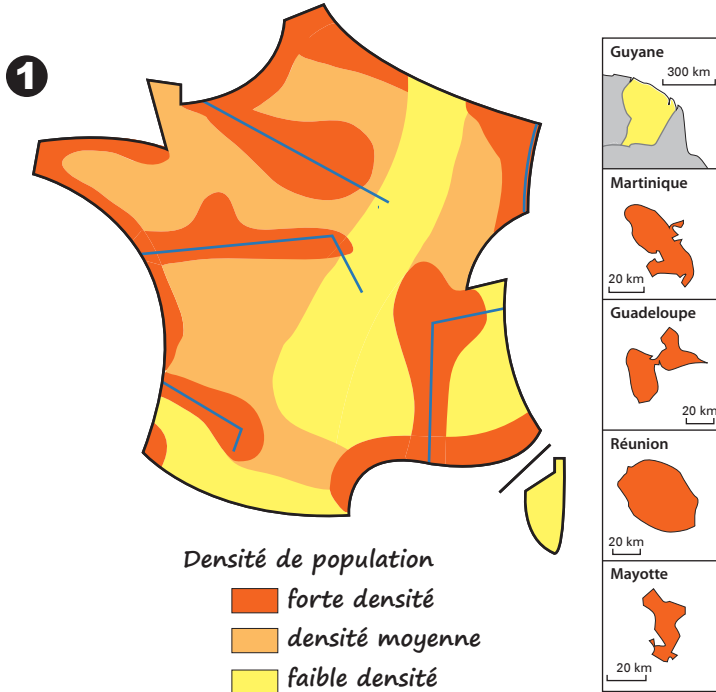 1
Densité de population
forte densité
densité moyenne
faible densité
Guyane
300 km
Martinique
20 km
Guadeloupe
20 km
Réunion
20 km
Mayotte
20 km